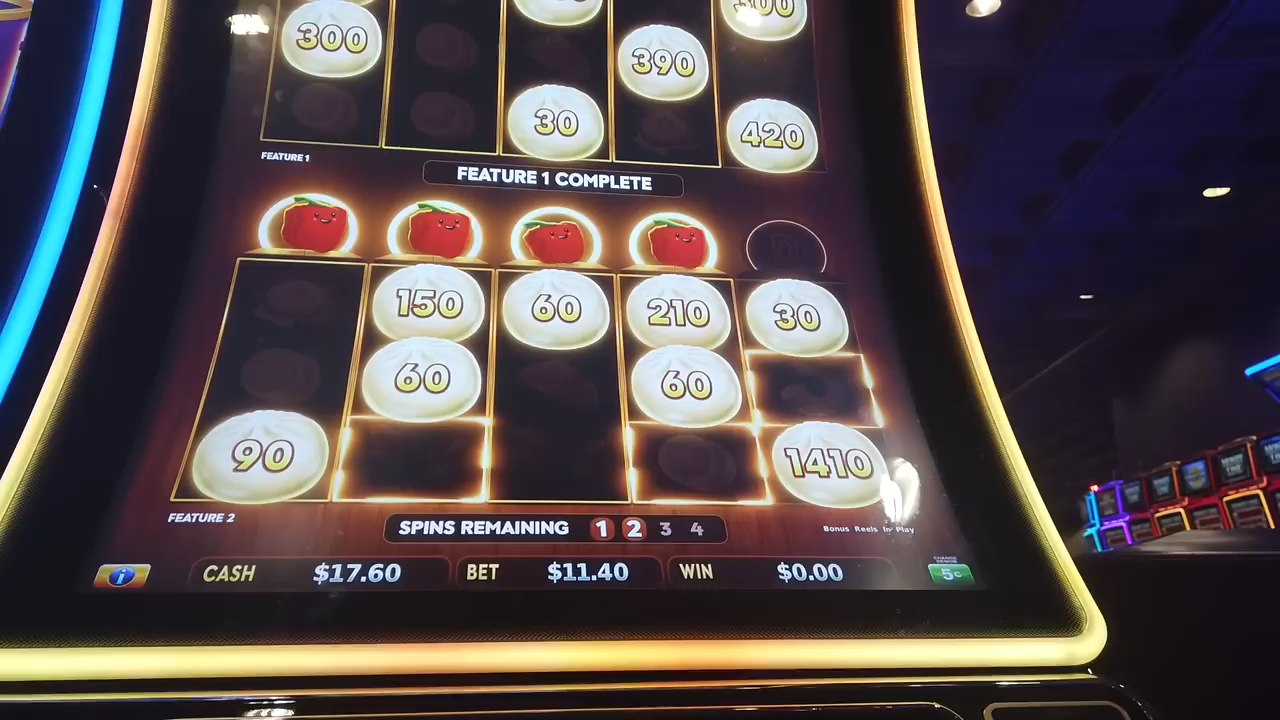 300
390
30
420
FEATURE 1
FEATURE 1 COMPLETE
150 60 210 30
60 60
90 1410
FEATURE 2
SPINS REMAINING 1 2 3 4
Bonus Reels In Play
CASH $17.60 BET $11.40 WIN $0.00
CHANGE DENOM
5¢